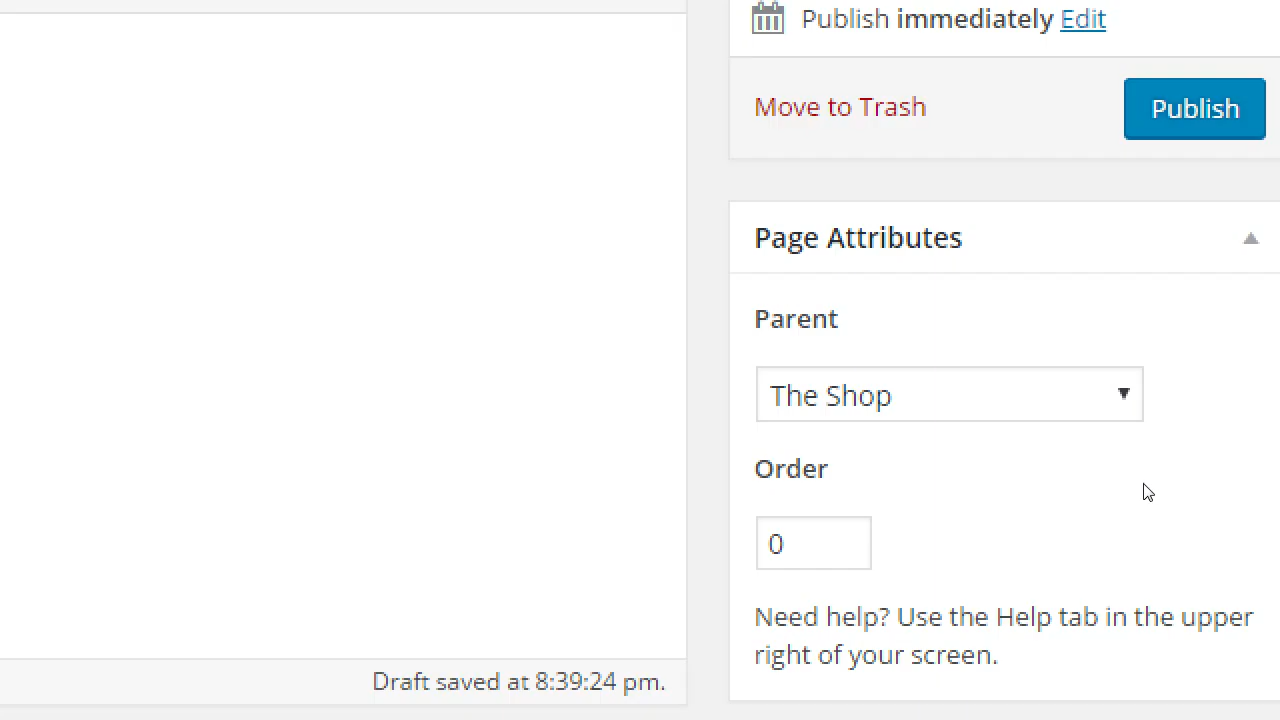 Publish immediately Edit
Move to Trash
Publish
Page Attributes
Parent
The Shop
Order
0
Need help? Use the Help tab in the upper
right of your screen.
Draft saved at 8:39:24 pm.